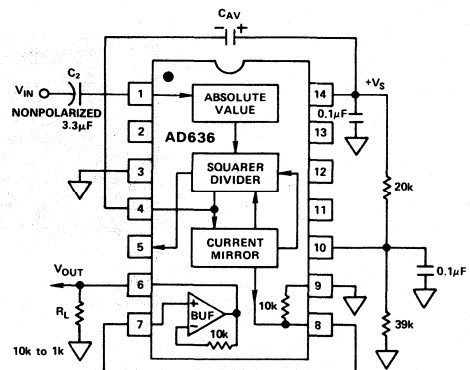 CAV
− +
C2
VIN
NONPOLARIZED
3.3μF
+VS
0.1μF
1
2
3
4
5
6
7
14
13
12
11
10
9
8
ABSOLUTE
VALUE
AD636
SQUARER
DIVIDER
CURRENT
MIRROR
20k
0.1μF
39k
VOUT
RL
10k to 1k
+
−
BUF
10k
10k